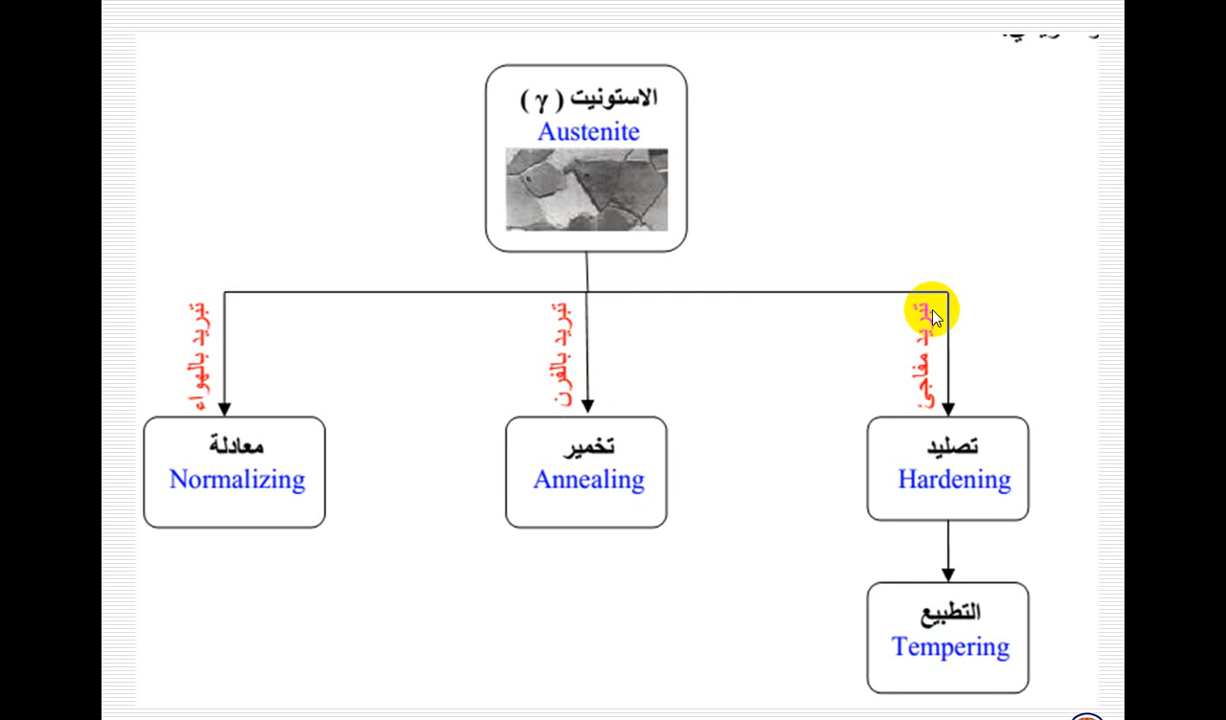 الاستونيت ( γ )
Austenite
تبريد بالهواء
تبريد بالفرن
تبريد مفاجئ
معادلة
Normalizing
تخمير
Annealing
تصليد
Hardening
التطبيع
Tempering